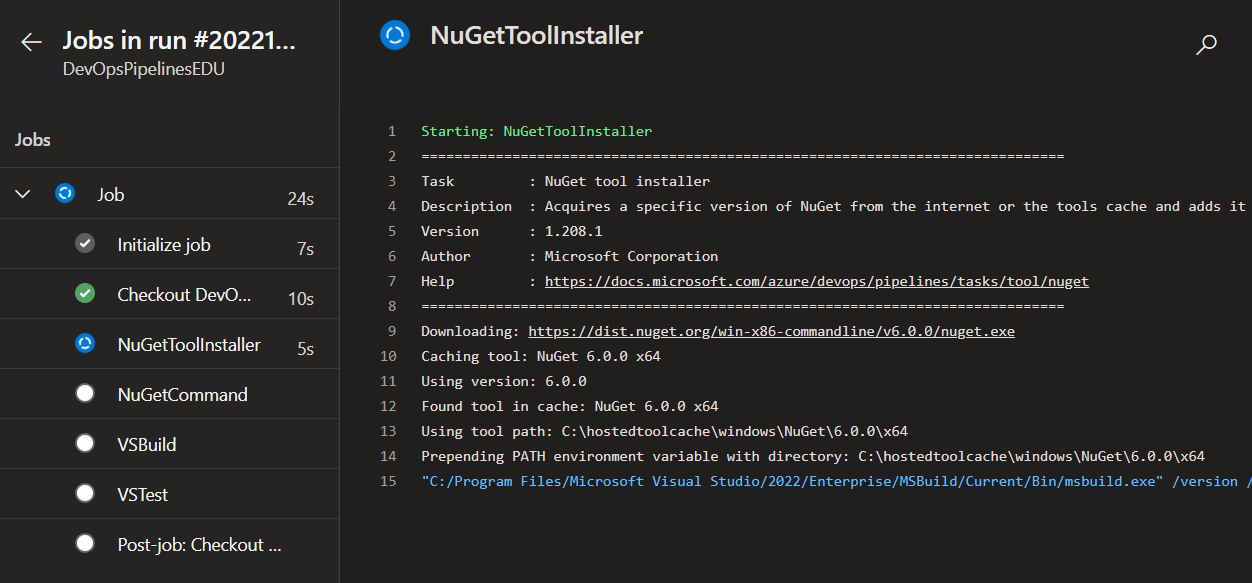 Jobs in run #20221...
DevOpsPipelinesEDU
Jobs
Job 24s
Initialize job 7s
Checkout DevO... 10s
NuGetToolInstaller 5s
NuGetCommand
VSBuild
VSTest
Post-job: Checkout ...
NuGetToolInstaller
1 Starting: NuGetToolInstaller
2 ==============================================================================
3 Task         : NuGet tool installer
4 Description  : Acquires a specific version of NuGet from the internet or the tools cache and adds it
5 Version      : 1.208.1
6 Author       : Microsoft Corporation
7 Help         : https://docs.microsoft.com/azure/devops/pipelines/tasks/tool/nuget
8 ==============================================================================
9 Downloading: https://dist.nuget.org/win-x86-commandline/v6.0.0/nuget.exe
10 Caching tool: NuGet 6.0.0 x64
11 Using version: 6.0.0
12 Found tool in cache: NuGet 6.0.0 x64
13 Using tool path: C:\hostedtoolcache\windows\NuGet\6.0.0\x64
14 Prepending PATH environment variable with directory: C:\hostedtoolcache\windows\NuGet\6.0.0\x64
15 "C:/Program Files/Microsoft Visual Studio/2022/Enterprise/MSBuild/Current/Bin/msbuild.exe" /version /